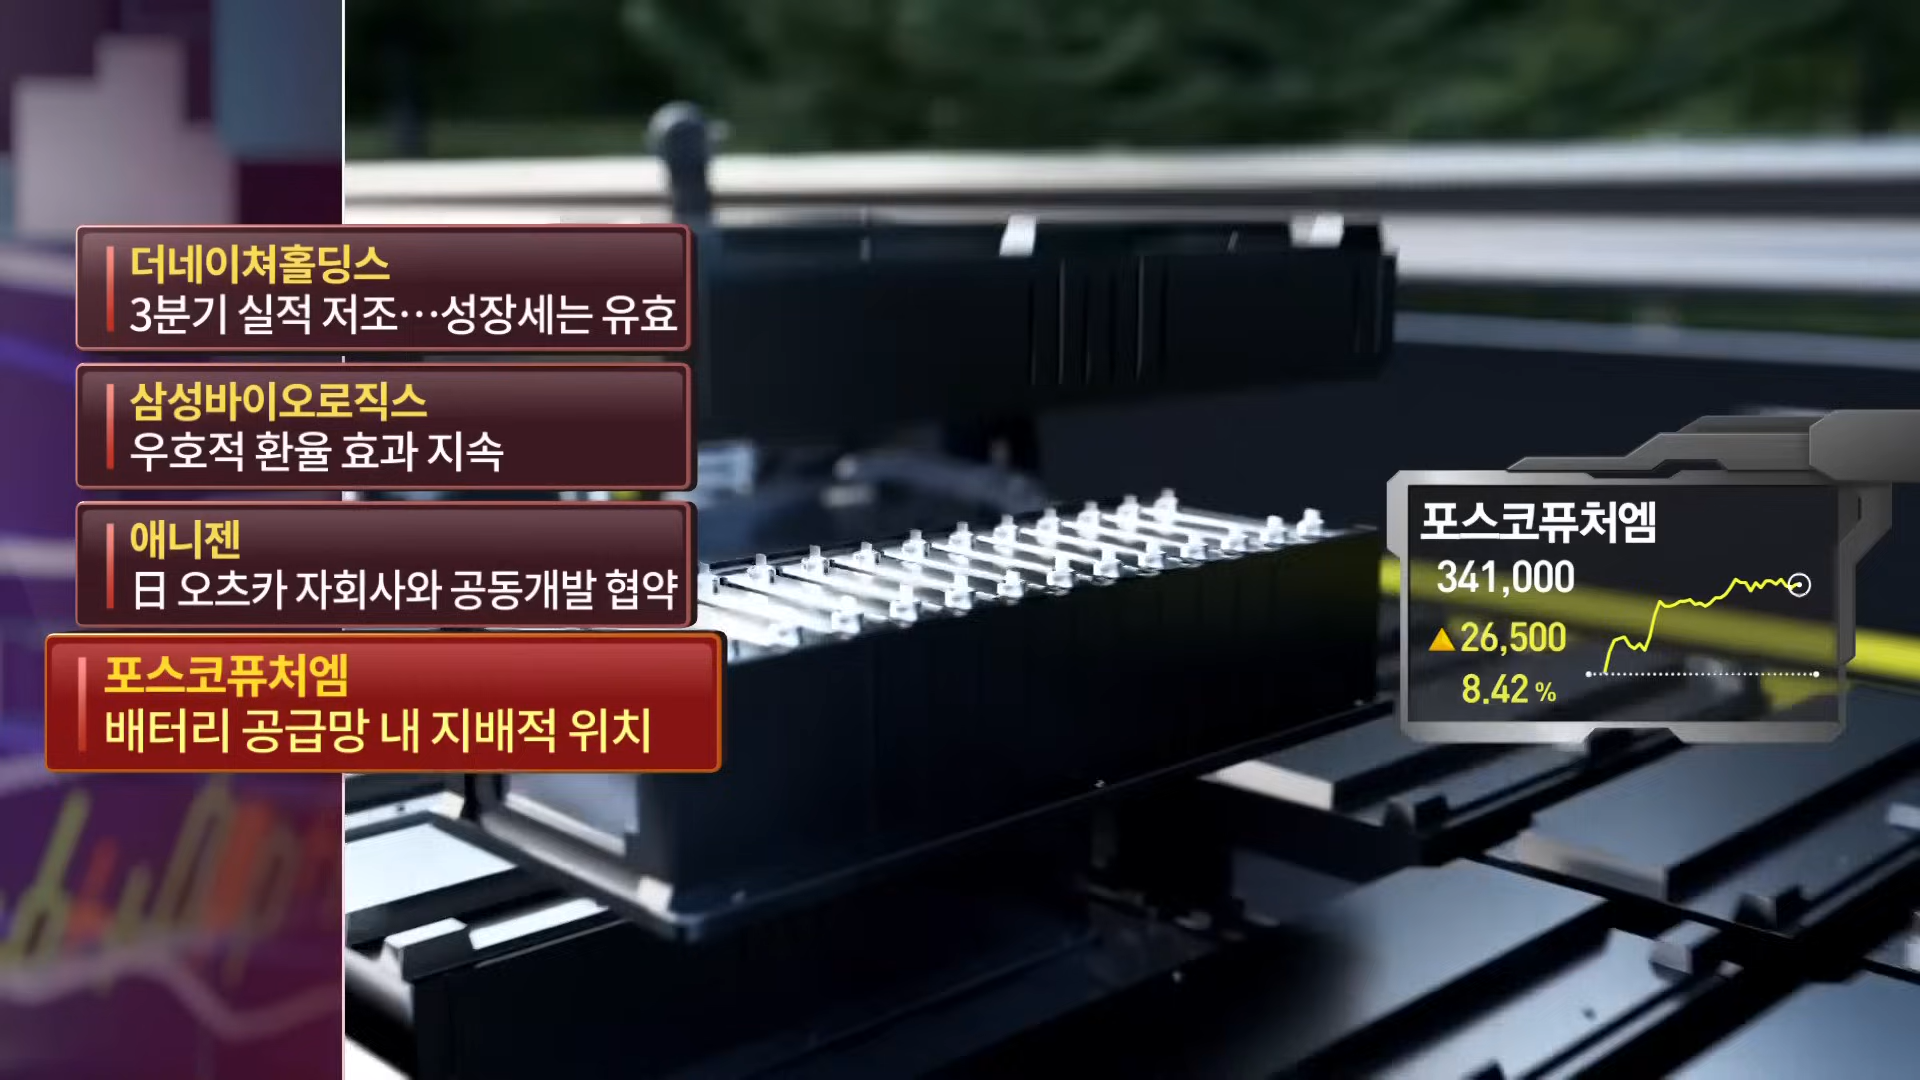 더네이쳐홀딩스
3분기 실적 저조…성장세는 유효
삼성바이오로직스
우호적 환율 효과 지속
애니젠
日 오츠카 자회사와 공동개발 협약
포스코퓨처엠
배터리 공급망 내 지배적 위치
포스코퓨처엠
341,000
▲26,500
8.42 %